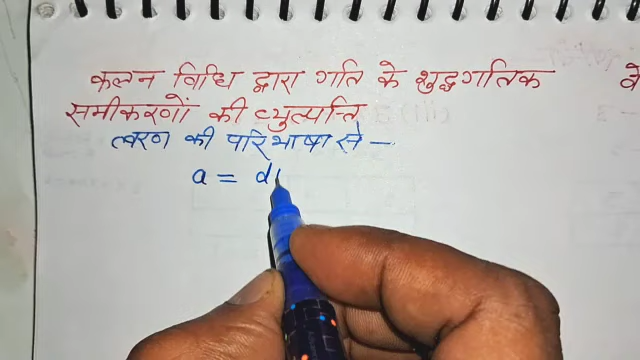 कलन विधि द्वारा गति के शुद्धगतिक
समीकरणों की व्युत्पत्ति
त्वरण की परिभाषा से —
a = d